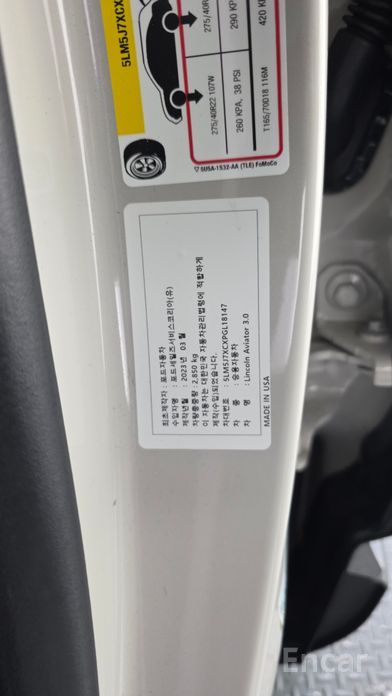 5LM5J7XCX
275/40R
290 KP
420 K
275/40R22 107W
260 KPA, 38 PSI
T165/70D18 116M
▽ SU5A-1532-AA (TLE) FoMoCo
최초제작자 : 포드자동차
수입자명 : 포드세일즈서비스코리아(유)
제작년월 : 2023 년 03 월
차량총중량 : 2,850 kg
이 자동차는 대한민국 자동차관리법령에 적합하게
제작(수입)되었습니다.
차대번호 : 5LM5J7XCXPGL18147
차 종 : 승용자동차
차 명 : Lincoln Aviator 3.0
MADE IN USA
Encar